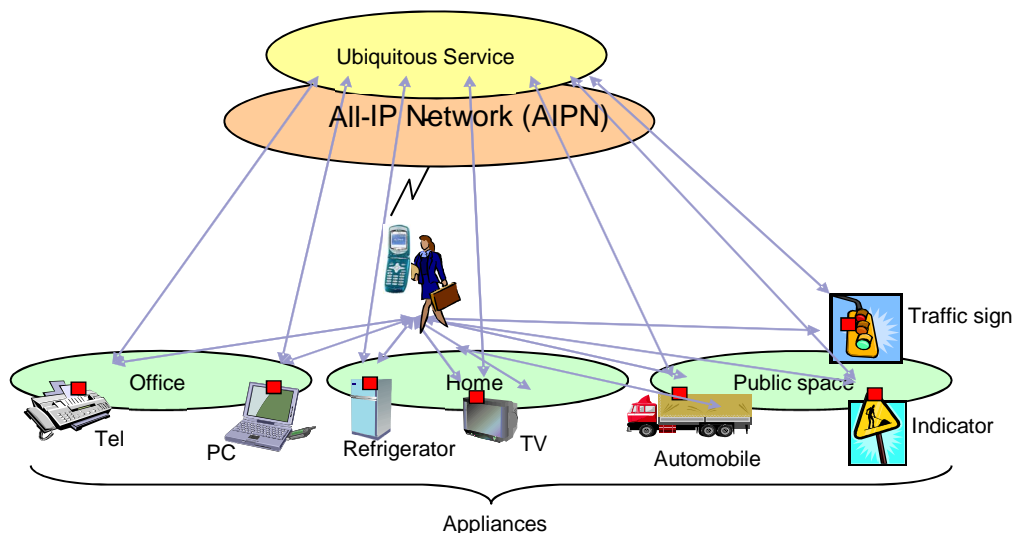 Ubiquitous Service
All-IP Network (AIPN)
Traffic sign
Office
Home
Public space
Tel
PC
Refrigerator
TV
Automobile
Indicator
Appliances